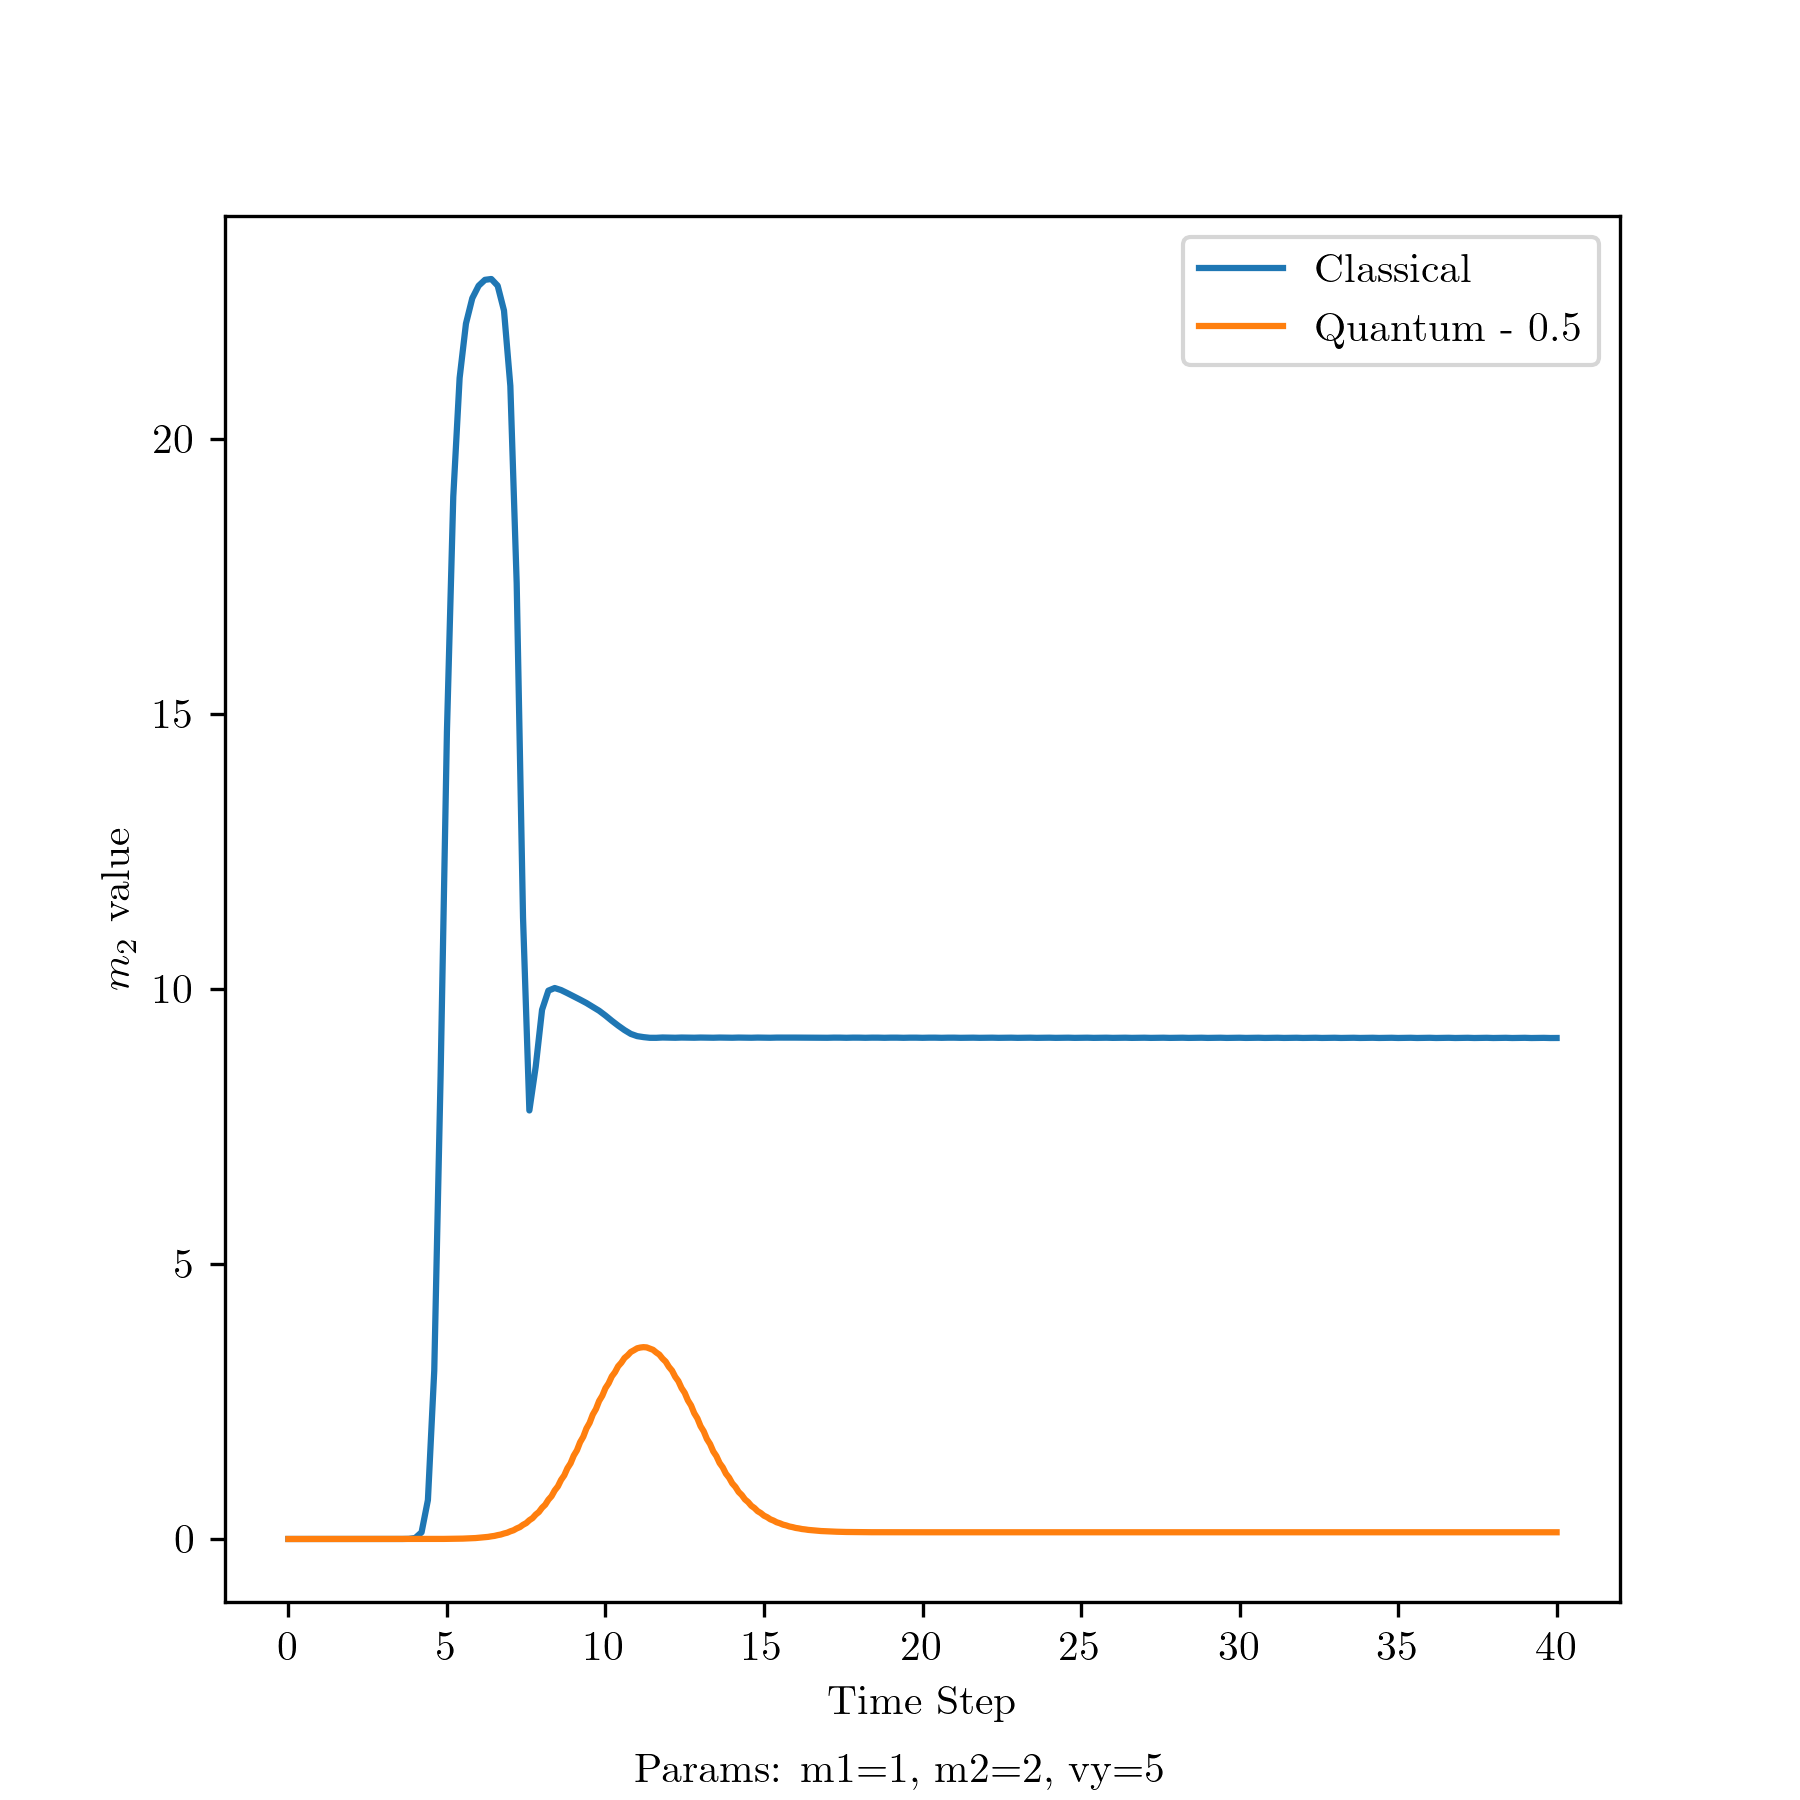 Classical
Quantum - 0.5
20
15
10
5
0
m₂ value
0 5 10 15 20 25 30 35 40
Time Step
Params: m1=1, m2=2, vy=5